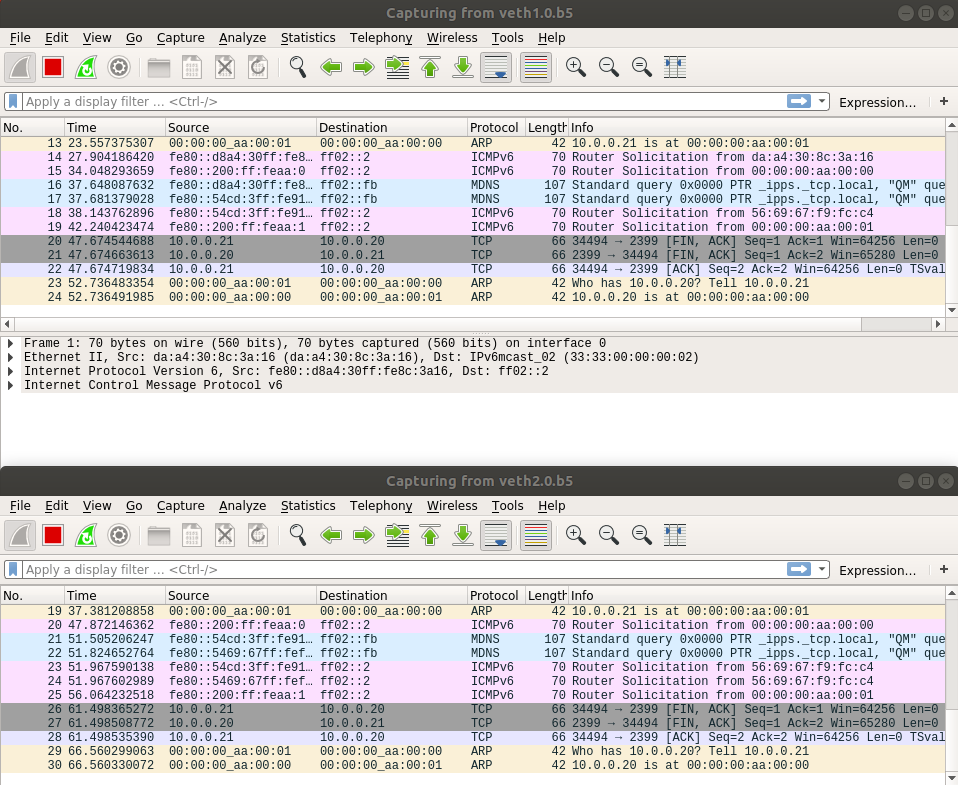 Capturing from veth1.0.b5
File Edit View Go Capture Analyze Statistics Telephony Wireless Tools Help
Apply a display filter ... <Ctrl-/> Expression... +
No. Time Source Destination Protocol Length Info
13 23.557375307 00:00:00_aa:00:01 00:00:00_aa:00:00 ARP 42 10.0.0.21 is at 00:00:00:aa:00:01
14 27.904186420 fe80::d8a4:30ff:fe8… ff02::2 ICMPv6 70 Router Solicitation from da:a4:30:8c:3a:16
15 34.048293659 fe80::200:ff:feaa:0 ff02::2 ICMPv6 70 Router Solicitation from 00:00:00:aa:00:00
16 37.648087632 fe80::d8a4:30ff:fe8… ff02::fb MDNS 107 Standard query 0x0000 PTR _ipps._tcp.local, "QM" que
17 37.681379028 fe80::54cd:3ff:fe91… ff02::fb MDNS 107 Standard query 0x0000 PTR _ipps._tcp.local, "QM" que
18 38.143762896 fe80::54cd:3ff:fe91… ff02::2 ICMPv6 70 Router Solicitation from 56:69:67:f9:fc:c4
19 42.240423474 fe80::200:ff:feaa:1 ff02::2 ICMPv6 70 Router Solicitation from 00:00:00:aa:00:01
20 47.674544688 10.0.0.21 10.0.0.20 TCP 66 34494 → 2399 [FIN, ACK] Seq=1 Ack=1 Win=64256 Len=0
21 47.674663613 10.0.0.20 10.0.0.21 TCP 66 2399 → 34494 [FIN, ACK] Seq=1 Ack=2 Win=65280 Len=0
22 47.674719834 10.0.0.21 10.0.0.20 TCP 66 34494 → 2399 [ACK] Seq=2 Ack=2 Win=64256 Len=0 TSval
23 52.736483354 00:00:00_aa:00:01 00:00:00_aa:00:00 ARP 42 Who has 10.0.0.20? Tell 10.0.0.21
24 52.736491985 00:00:00_aa:00:00 00:00:00_aa:00:01 ARP 42 10.0.0.20 is at 00:00:00:aa:00:00
Frame 1: 70 bytes on wire (560 bits), 70 bytes captured (560 bits) on interface 0
Ethernet II, Src: da:a4:30:8c:3a:16 (da:a4:30:8c:3a:16), Dst: IPv6mcast_02 (33:33:00:00:00:02)
Internet Protocol Version 6, Src: fe80::d8a4:30ff:fe8c:3a16, Dst: ff02::2
Internet Control Message Protocol v6
Capturing from veth2.0.b5
File Edit View Go Capture Analyze Statistics Telephony Wireless Tools Help
Apply a display filter ... <Ctrl-/> Expression... +
No. Time Source Destination Protocol Length Info
19 37.381208858 00:00:00_aa:00:01 00:00:00_aa:00:00 ARP 42 10.0.0.21 is at 00:00:00:aa:00:01
20 47.872146362 fe80::200:ff:feaa:0 ff02::2 ICMPv6 70 Router Solicitation from 00:00:00:aa:00:00
21 51.505206247 fe80::54cd:3ff:fe91… ff02::fb MDNS 107 Standard query 0x0000 PTR _ipps._tcp.local, "QM" que
22 51.824652764 fe80::5469:67ff:fef… ff02::fb MDNS 107 Standard query 0x0000 PTR _ipps._tcp.local, "QM" que
23 51.967590138 fe80::54cd:3ff:fe91… ff02::2 ICMPv6 70 Router Solicitation from 56:69:67:f9:fc:c4
24 51.967602989 fe80::5469:67ff:fef… ff02::2 ICMPv6 70 Router Solicitation from 56:69:67:f9:fc:c4
25 56.064232518 fe80::200:ff:feaa:1 ff02::2 ICMPv6 70 Router Solicitation from 00:00:00:aa:00:01
26 61.498365272 10.0.0.21 10.0.0.20 TCP 66 34494 → 2399 [FIN, ACK] Seq=1 Ack=1 Win=64256 Len=0
27 61.498508772 10.0.0.20 10.0.0.21 TCP 66 2399 → 34494 [FIN, ACK] Seq=1 Ack=2 Win=65280 Len=0
28 61.498535390 10.0.0.21 10.0.0.20 TCP 66 34494 → 2399 [ACK] Seq=2 Ack=2 Win=64256 Len=0 TSval
29 66.560299063 00:00:00_aa:00:01 00:00:00_aa:00:00 ARP 42 Who has 10.0.0.20? Tell 10.0.0.21
30 66.560330072 00:00:00_aa:00:00 00:00:00_aa:00:01 ARP 42 10.0.0.20 is at 00:00:00:aa:00:00